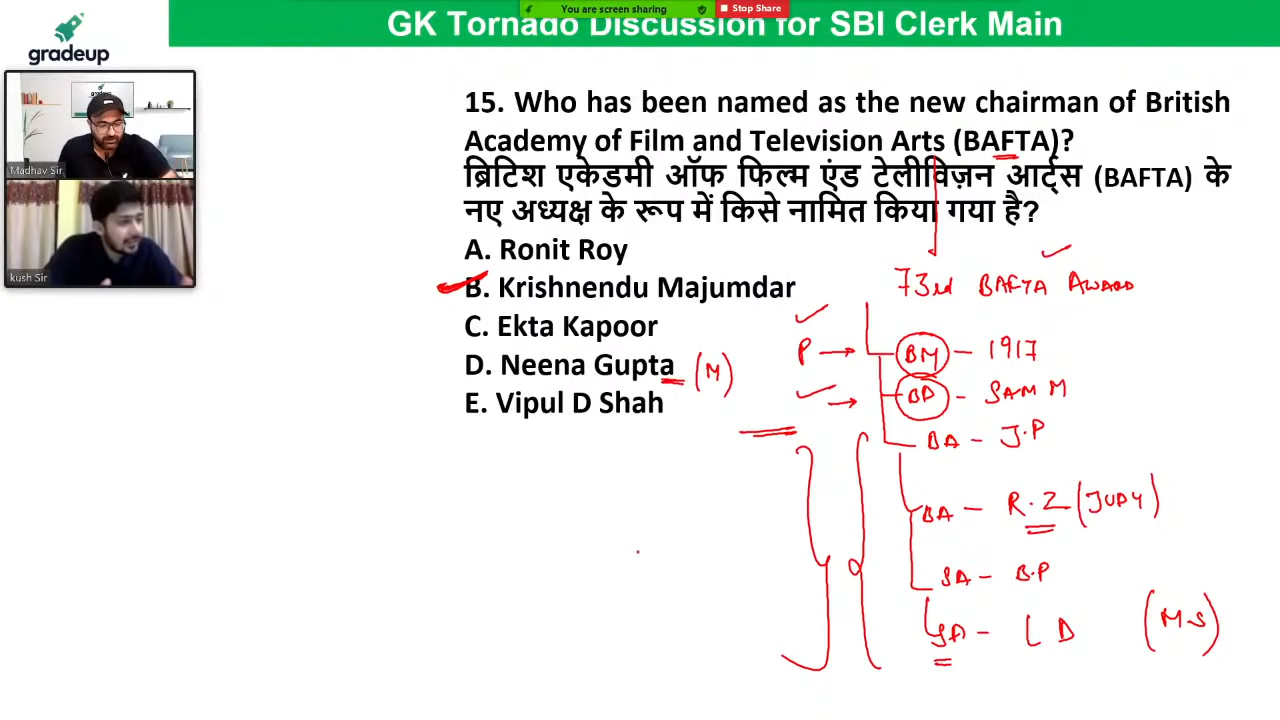 You are screen sharing
Stop Share
gradeup
GK Tornado Discussion for SBI Clerk Main
Madhav Sir
kush Sir
15. Who has been named as the new chairman of British
Academy of Film and Television Arts (BAFTA)?
ब्रिटिश एकेडमी ऑफ फिल्म एंड टेलीविज़न आर्ट्स (BAFTA) के
नए अध्यक्ष के रूप में किसे नामित किया गया है?
A. Ronit Roy
B. Krishnendu Majumdar
C. Ekta Kapoor
D. Neena Gupta (M)
E. Vipul D Shah
73rd BAFTA AWARD
P → BM - 1917
→ BD - SAM M
BA - J.P
BA - R.Z (JUDY)
SA - B.P
SA - L D (M.S)